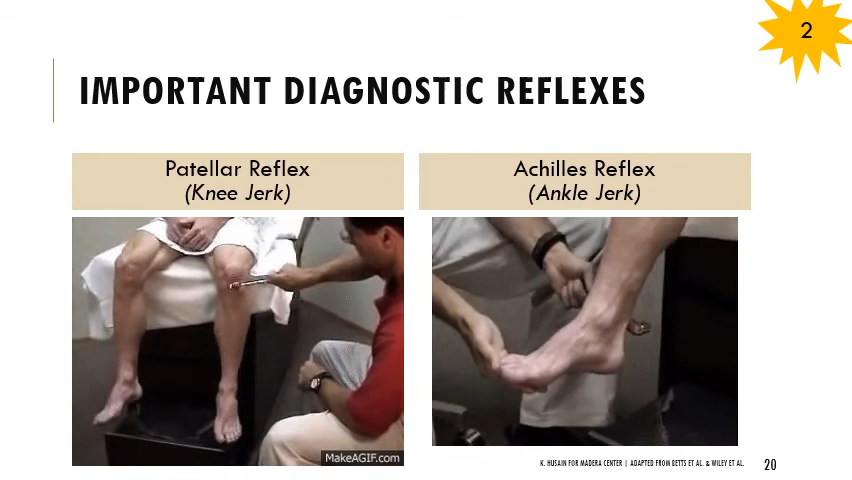 2
IMPORTANT DIAGNOSTIC REFLEXES
Patellar Reflex
(Knee Jerk)
Achilles Reflex
(Ankle Jerk)
MakeAGIF.com
K. HUSAIN FOR MADERA CENTER | ADAPTED FROM BETTS ET AL. & WILEY ET AL.
20